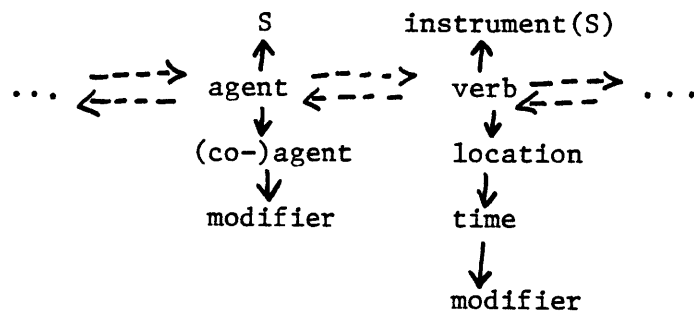 S instrument(S)
... agent verb ...
(co-)agent location
modifier time
modifier